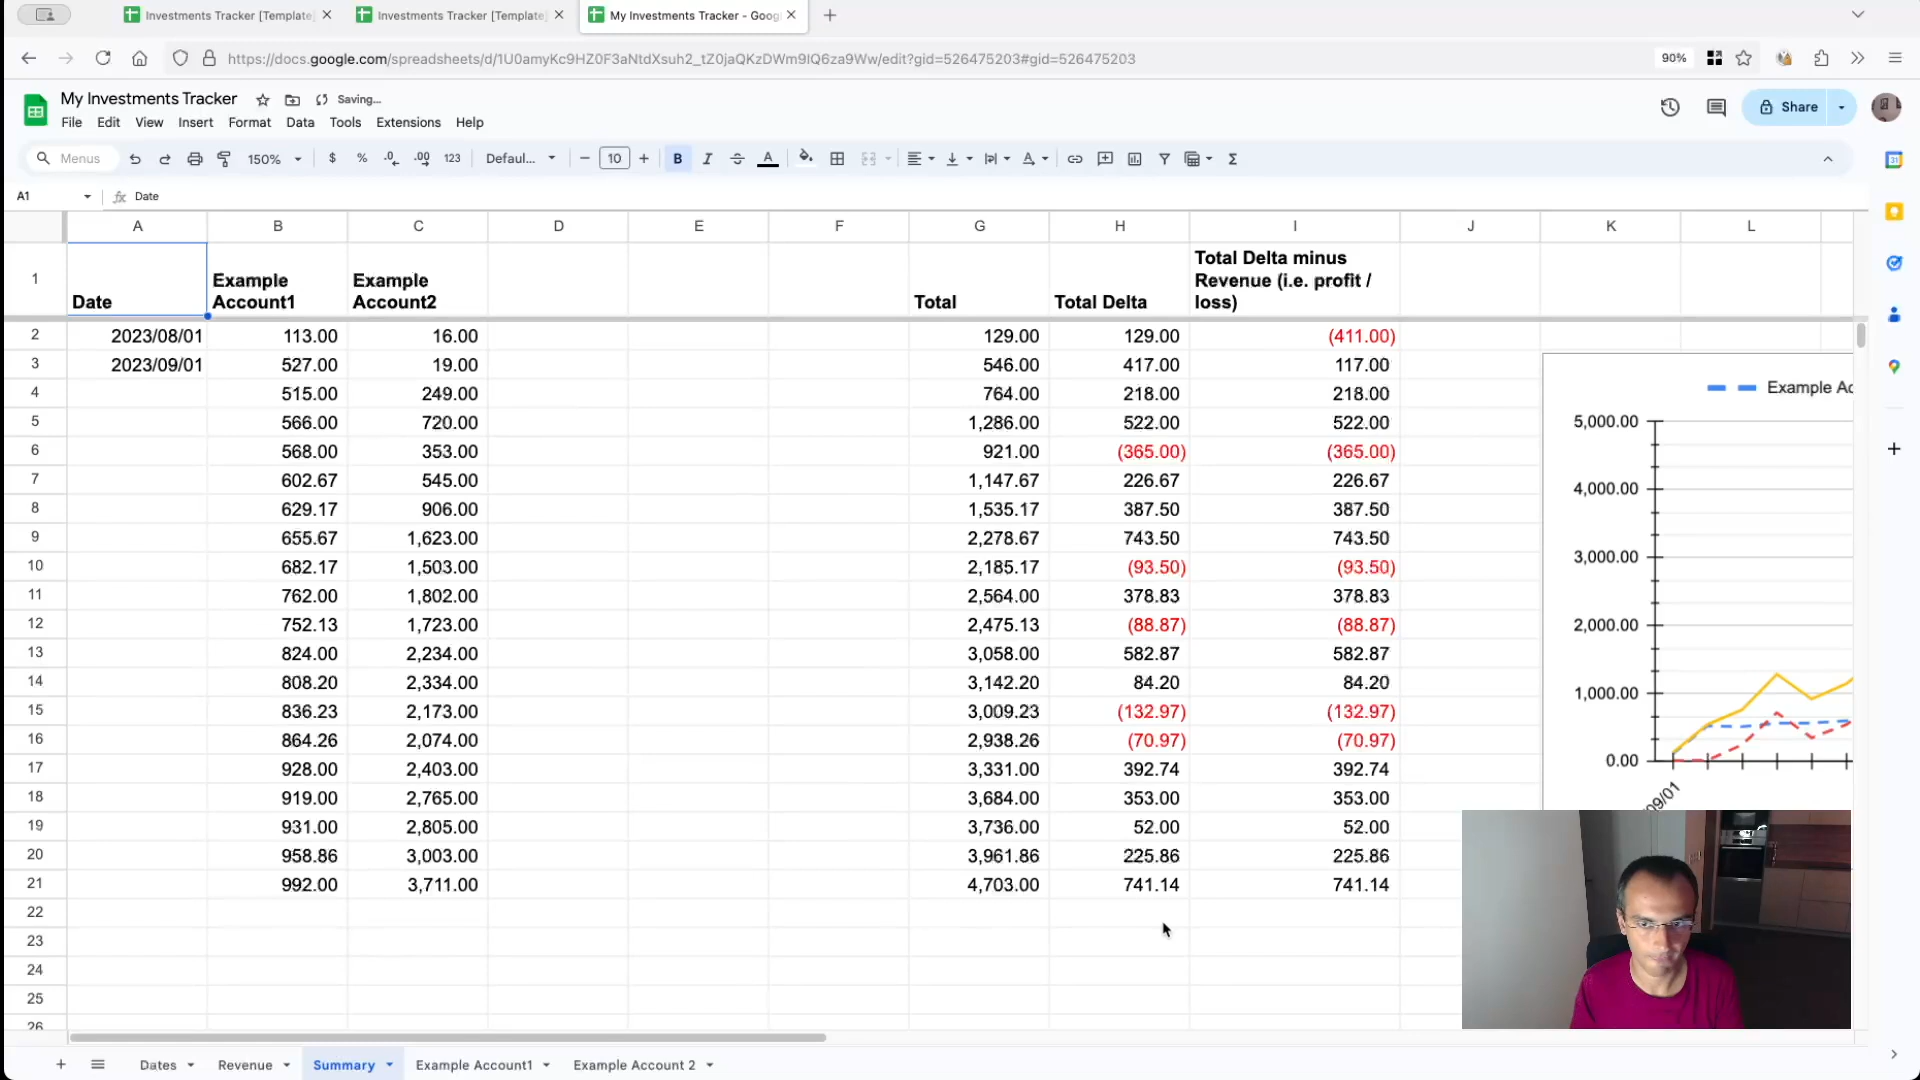 Investments Tracker [Template]
Investments Tracker [Template]
My Investments Tracker - Goog
https://docs.google.com/spreadsheets/d/1U0amyKc9HZ0F3aNtdXsuh2_tZ0jaQKzDWm9IQ6za9Ww/edit?gid=526475203#gid=526475203
90%
My Investments Tracker
Saving...
Share
File Edit View Insert Format Data Tools Extensions Help
Menus 150% $ % .0 .00 123 Defaul... 10 B I A
A1 fx Date
A B C D E F G H I J K L
1 Date Example Account1 Example Account2 Total Total Delta Total Delta minus Revenue (i.e. profit / loss)
2 2023/08/01 113.00 16.00 129.00 129.00 (411.00)
3 2023/09/01 527.00 19.00 546.00 417.00 117.00
4 515.00 249.00 764.00 218.00 218.00
5 566.00 720.00 1,286.00 522.00 522.00
6 568.00 353.00 921.00 (365.00) (365.00)
7 602.67 545.00 1,147.67 226.67 226.67
8 629.17 906.00 1,535.17 387.50 387.50
9 655.67 1,623.00 2,278.67 743.50 743.50
10 682.17 1,503.00 2,185.17 (93.50) (93.50)
11 762.00 1,802.00 2,564.00 378.83 378.83
12 752.13 1,723.00 2,475.13 (88.87) (88.87)
13 824.00 2,234.00 3,058.00 582.87 582.87
14 808.20 2,334.00 3,142.20 84.20 84.20
15 836.23 2,173.00 3,009.23 (132.97) (132.97)
16 864.26 2,074.00 2,938.26 (70.97) (70.97)
17 928.00 2,403.00 3,331.00 392.74 392.74
18 919.00 2,765.00 3,684.00 353.00 353.00
19 931.00 2,805.00 3,736.00 52.00 52.00
20 958.86 3,003.00 3,961.86 225.86 225.86
21 992.00 3,711.00 4,703.00 741.14 741.14
22
23
24
25
26
Example Ac
5,000.00
4,000.00
3,000.00
2,000.00
1,000.00
0.00
09/01
31
Dates Revenue Summary Example Account1 Example Account 2